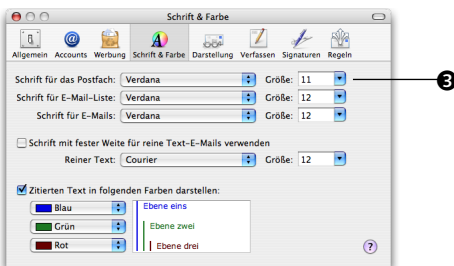 Schrift & Farbe
Allgemein Accounts Werbung Schrift & Farbe Darstellung Verfassen Signaturen Regeln
Schrift für das Postfach: Verdana Größe: 11
3
Schrift für E-Mail-Liste: Verdana Größe: 12
Schrift für E-Mails: Verdana Größe: 12
Schrift mit fester Weite für reine Text-E-Mails verwenden
Reiner Text: Courier Größe: 12
Zitierten Text in folgenden Farben darstellen:
Blau Ebene eins
Grün Ebene zwei
Rot Ebene drei
?